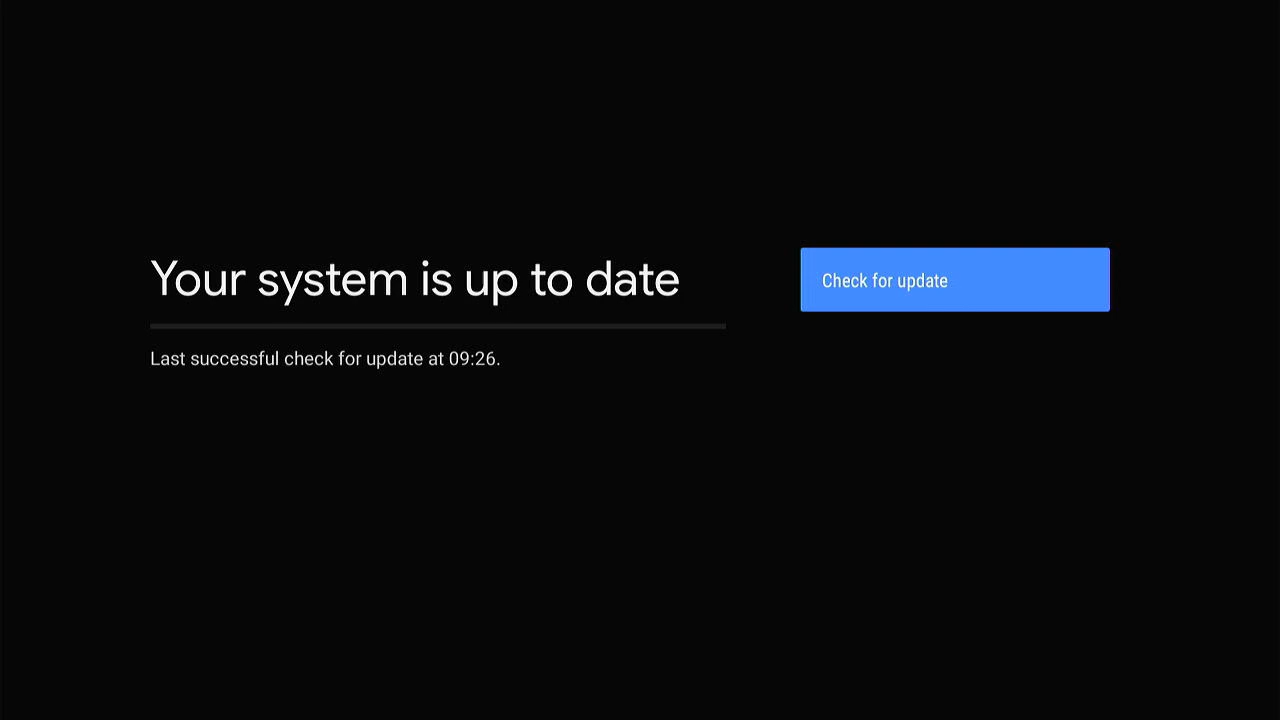 Your system is up to date
Check for update
Last successful check for update at 09:26.